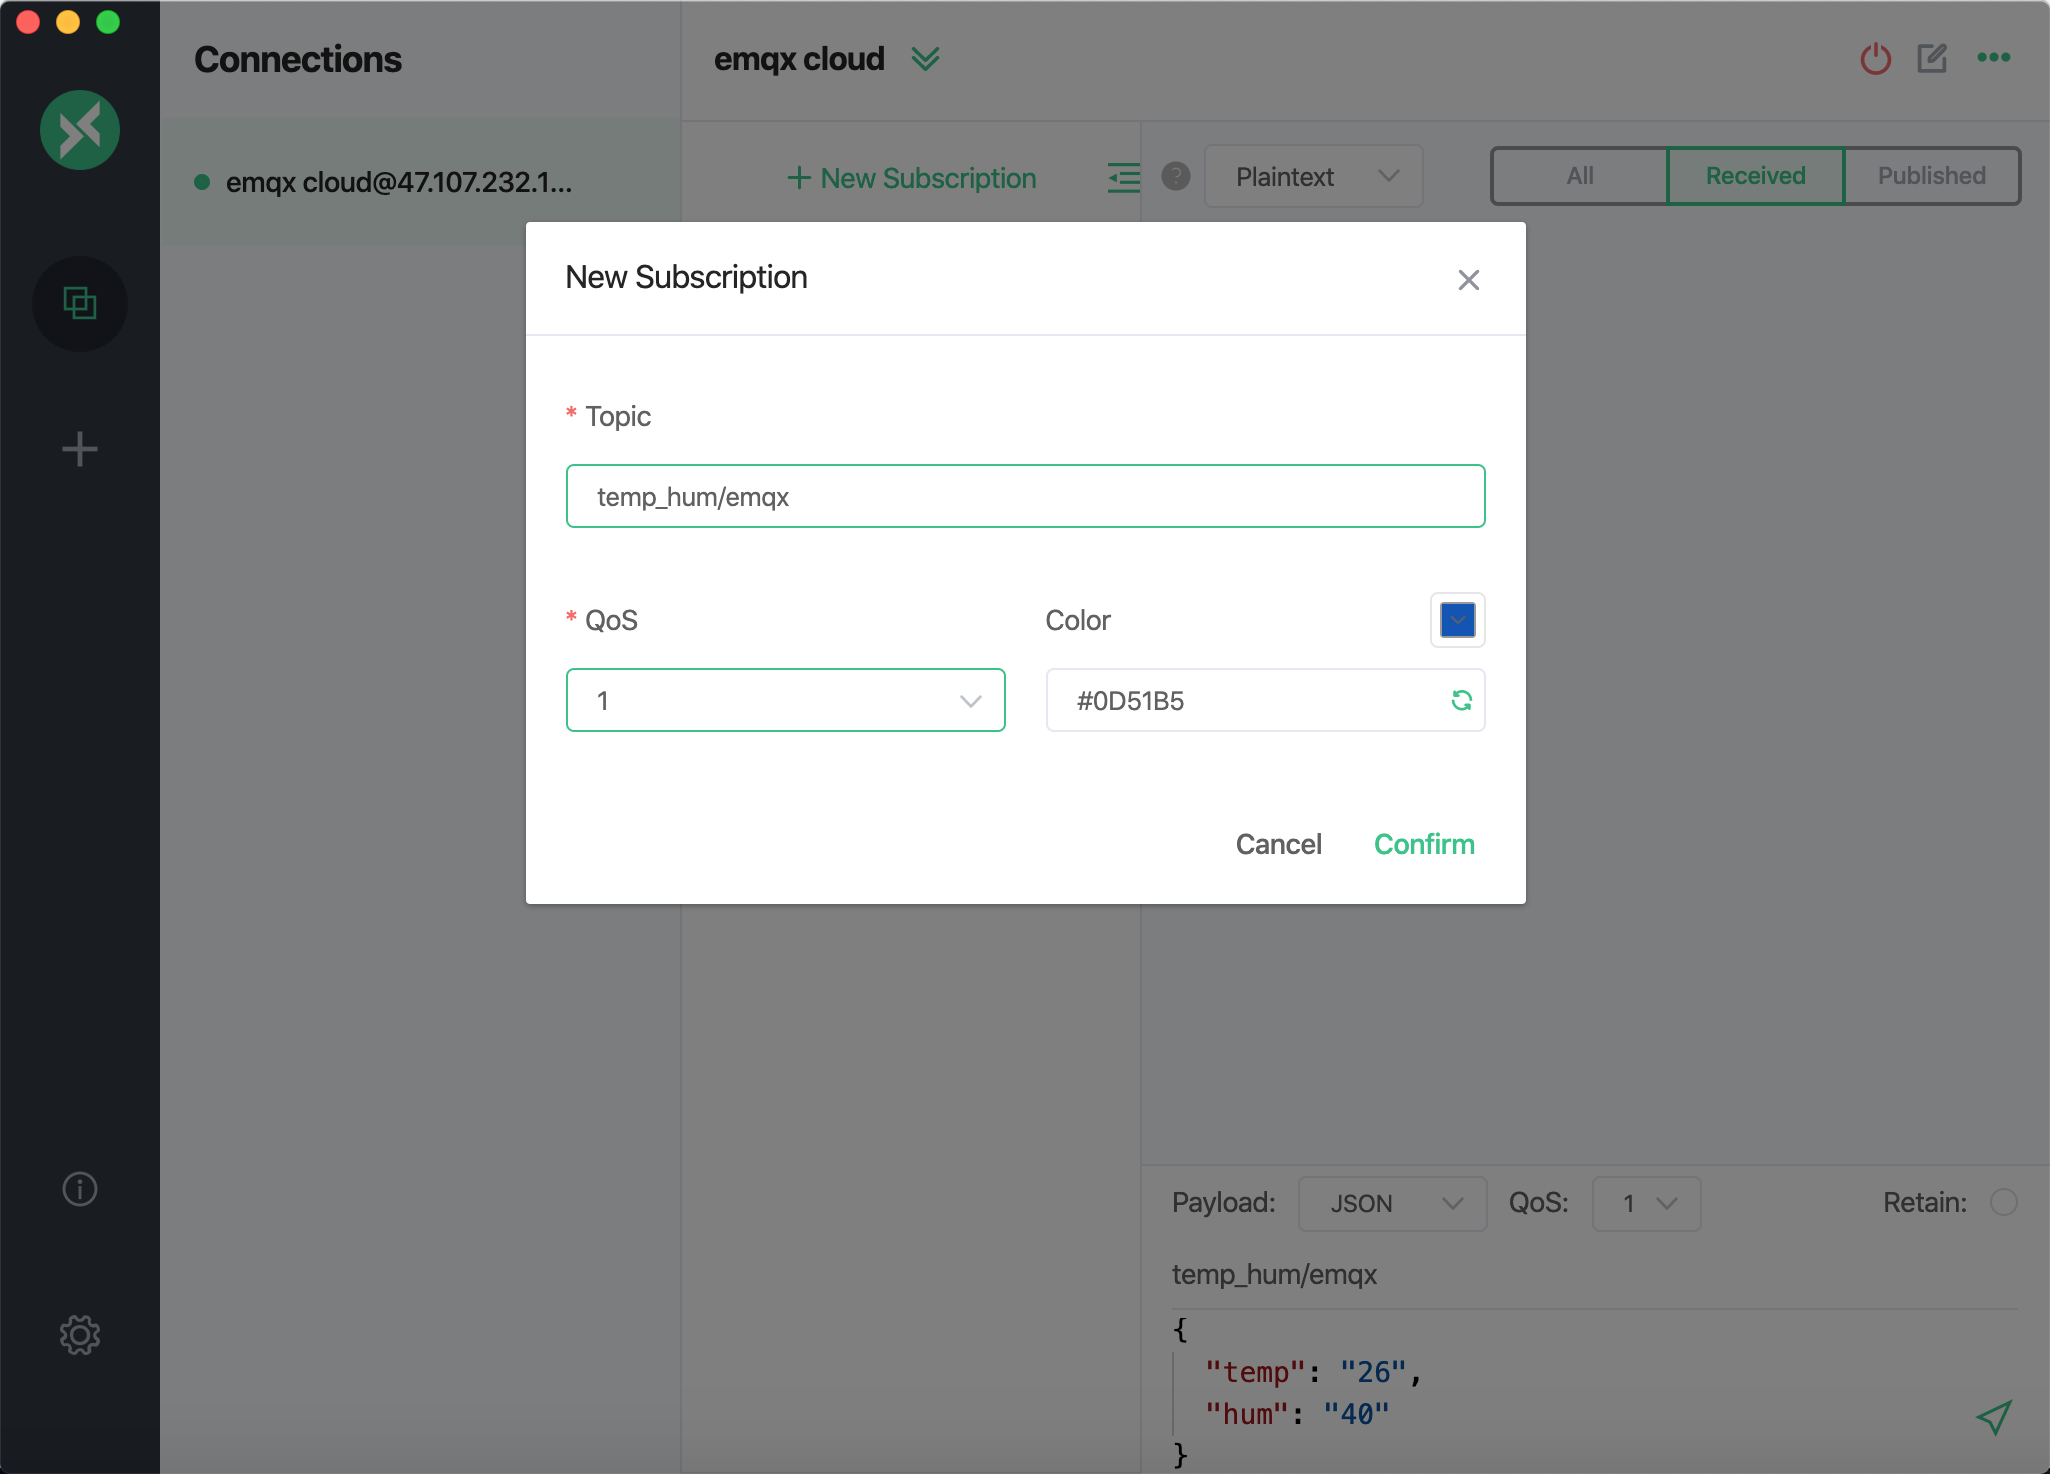 Connections
emqx cloud
emqx cloud@47.107.232.1...
New Subscription
Plaintext
All
Received
Published
New Subscription
* Topic
temp_hum/emqx
* QoS
Color
1
#0D51B5
Cancel
Confirm
Payload:
JSON
QoS:
1
Retain:
temp_hum/emqx
{
"temp": "26",
"hum": "40"
}